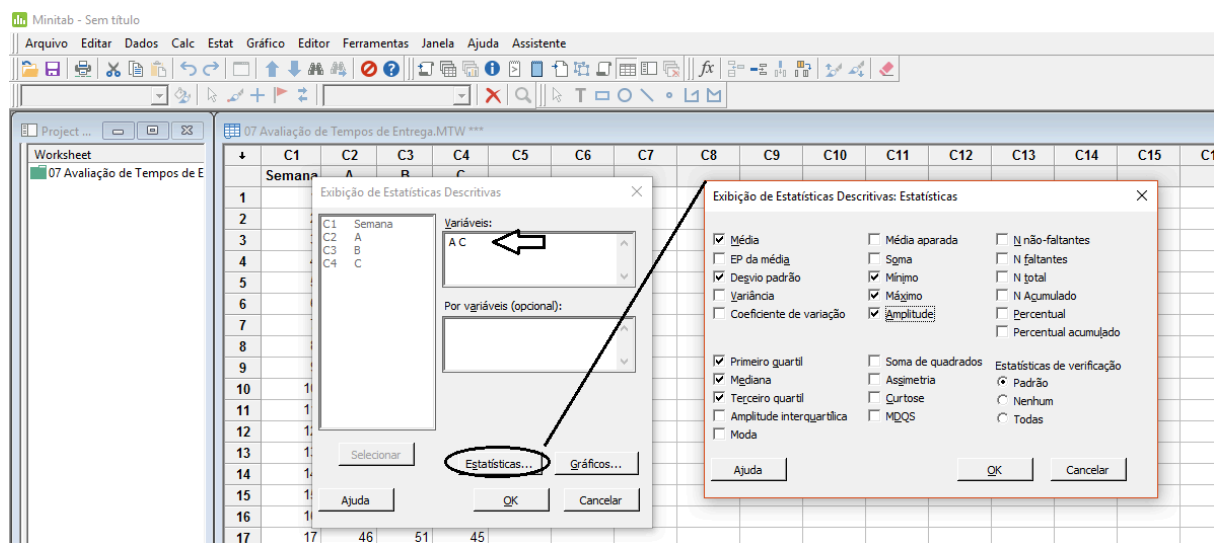 Minitab - Sem título
Arquivo Editar Dados Calc Estat Gráfico Editor Ferramentas Janela Ajuda Assistente
Project ...
07 Avaliação de Tempos de Entrega.MTW ***
Worksheet
07 Avaliação de Tempos de E
C1 C2 C3 C4 C5 C6 C7 C8 C9 C10 C11 C12 C13 C14 C15
Semana A B C
1
2
3
4
5
6
7
8
9
10 10
11
12
13
14
15
16
17 17 46 51 45
Exibição de Estatísticas Descritivas
C1 Semana
C2 A
C3 B
C4 C
Variáveis:
A C
Por variáveis (opcional):
Selecionar
Estatísticas...
Gráficos...
Ajuda
OK
Cancelar
Exibição de Estatísticas Descritivas: Estatísticas
Média
EP da média
Desvio padrão
Variância
Coeficiente de variação
Média aparada
Soma
Mínimo
Máximo
Amplitude
N não-faltantes
N faltantes
N total
N Acumulado
Percentual
Percentual acumulado
Primeiro quartil
Mediana
Terceiro quartil
Amplitude interquartílica
Moda
Soma de quadrados
Assimetria
Curtose
MDQS
Estatísticas de verificação
Padrão
Nenhum
Todas
Ajuda
OK
Cancelar